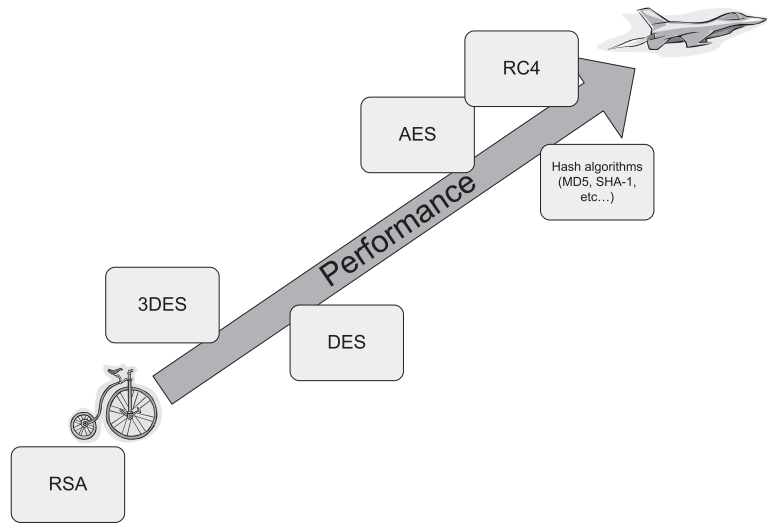 RC4
AES
Hash algorithms
(MD5, SHA-1,
etc...)
Performance
3DES
DES
RSA